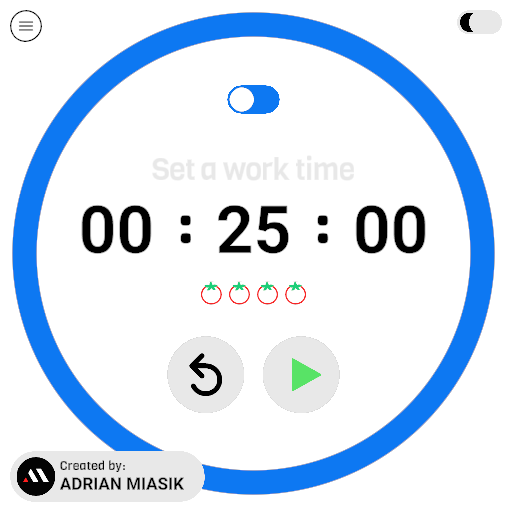 Set a work time
00 : 25 : 00
Created by:
ADRIAN MIASIK